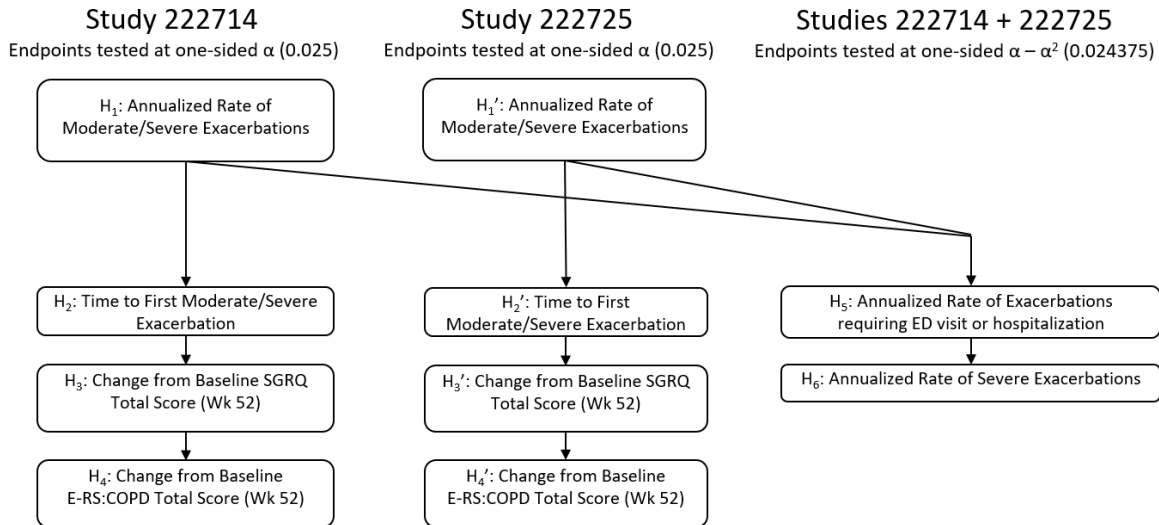 Study 222714
Endpoints tested at one-sided α (0.025)
Study 222725
Endpoints tested at one-sided α (0.025)
Studies 222714 + 222725
Endpoints tested at one-sided α – α² (0.024375)
H₁: Annualized Rate of
Moderate/Severe Exacerbations
H₁′: Annualized Rate of
Moderate/Severe Exacerbations
H₂: Time to First Moderate/Severe
Exacerbation
H₂′: Time to First
Moderate/Severe Exacerbation
H₅: Annualized Rate of Exacerbations
requiring ED visit or hospitalization
H₃: Change from Baseline SGRQ
Total Score (Wk 52)
H₃′: Change from Baseline SGRQ
Total Score (Wk 52)
H₆: Annualized Rate of Severe Exacerbations
H₄: Change from Baseline
E-RS:COPD Total Score (Wk 52)
H₄′: Change from Baseline
E-RS:COPD Total Score (Wk 52)